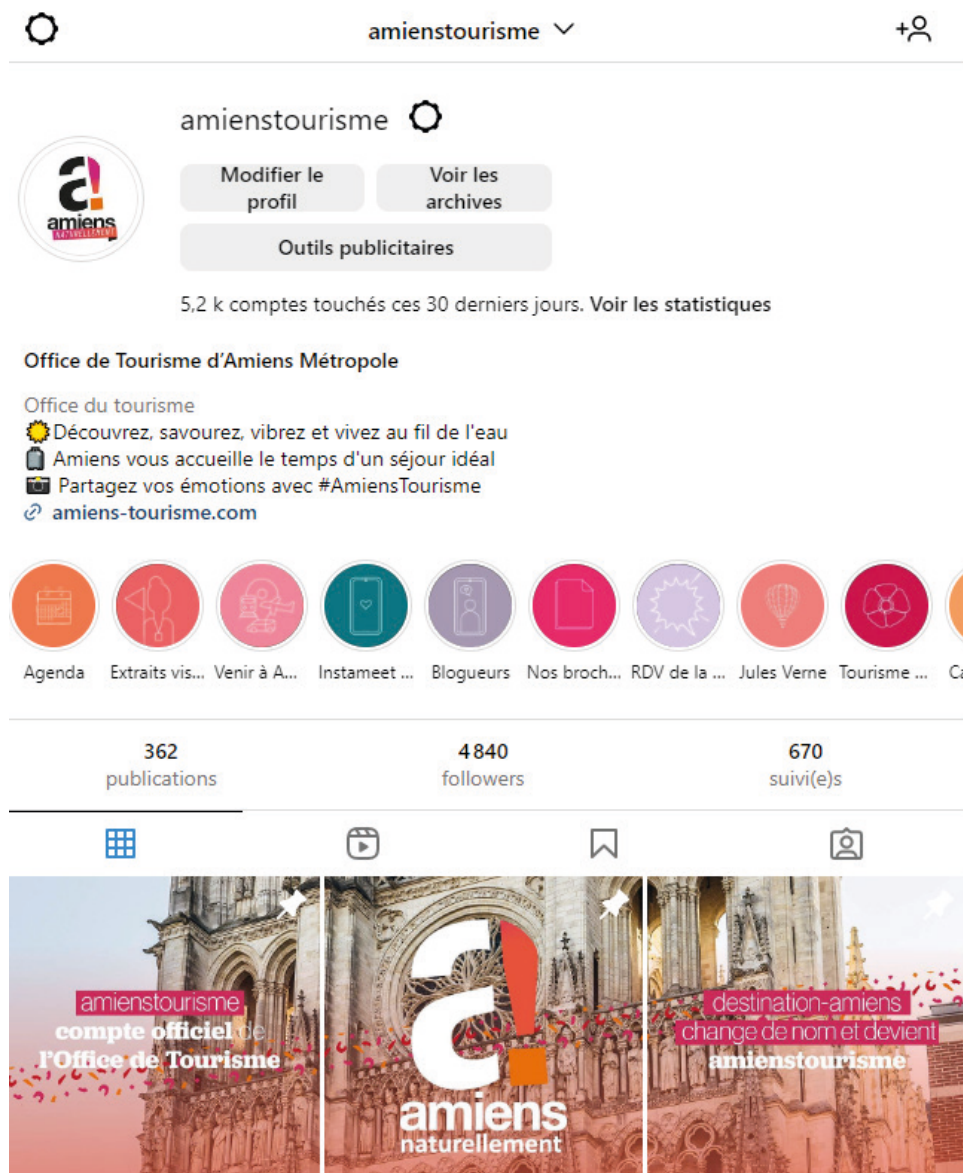 amienstourisme
amienstourisme
a!
amiens
NATURELLEMENT
Modifier le
profil
Voir les
archives
Outils publicitaires
5,2 k comptes touchés ces 30 derniers jours. Voir les statistiques
Office de Tourisme d’Amiens Métropole
Office du tourisme
Découvrez, savourez, vibrez et vivez au fil de l'eau
Amiens vous accueille le temps d'un séjour idéal
Partagez vos émotions avec #AmiensTourisme
amiens-tourisme.com
Agenda
Extraits vis...
Venir à A...
Instameet ...
Blogueurs
Nos broch...
RDV de la ...
Jules Verne
Tourisme ...
Ca
362
publications
4 840
followers
670
suivi(e)s
amienstourisme
compte officiel de
l’Office de Tourisme
a!
amiens
naturellement
destination-amiens
change de nom et devient
amienstourisme